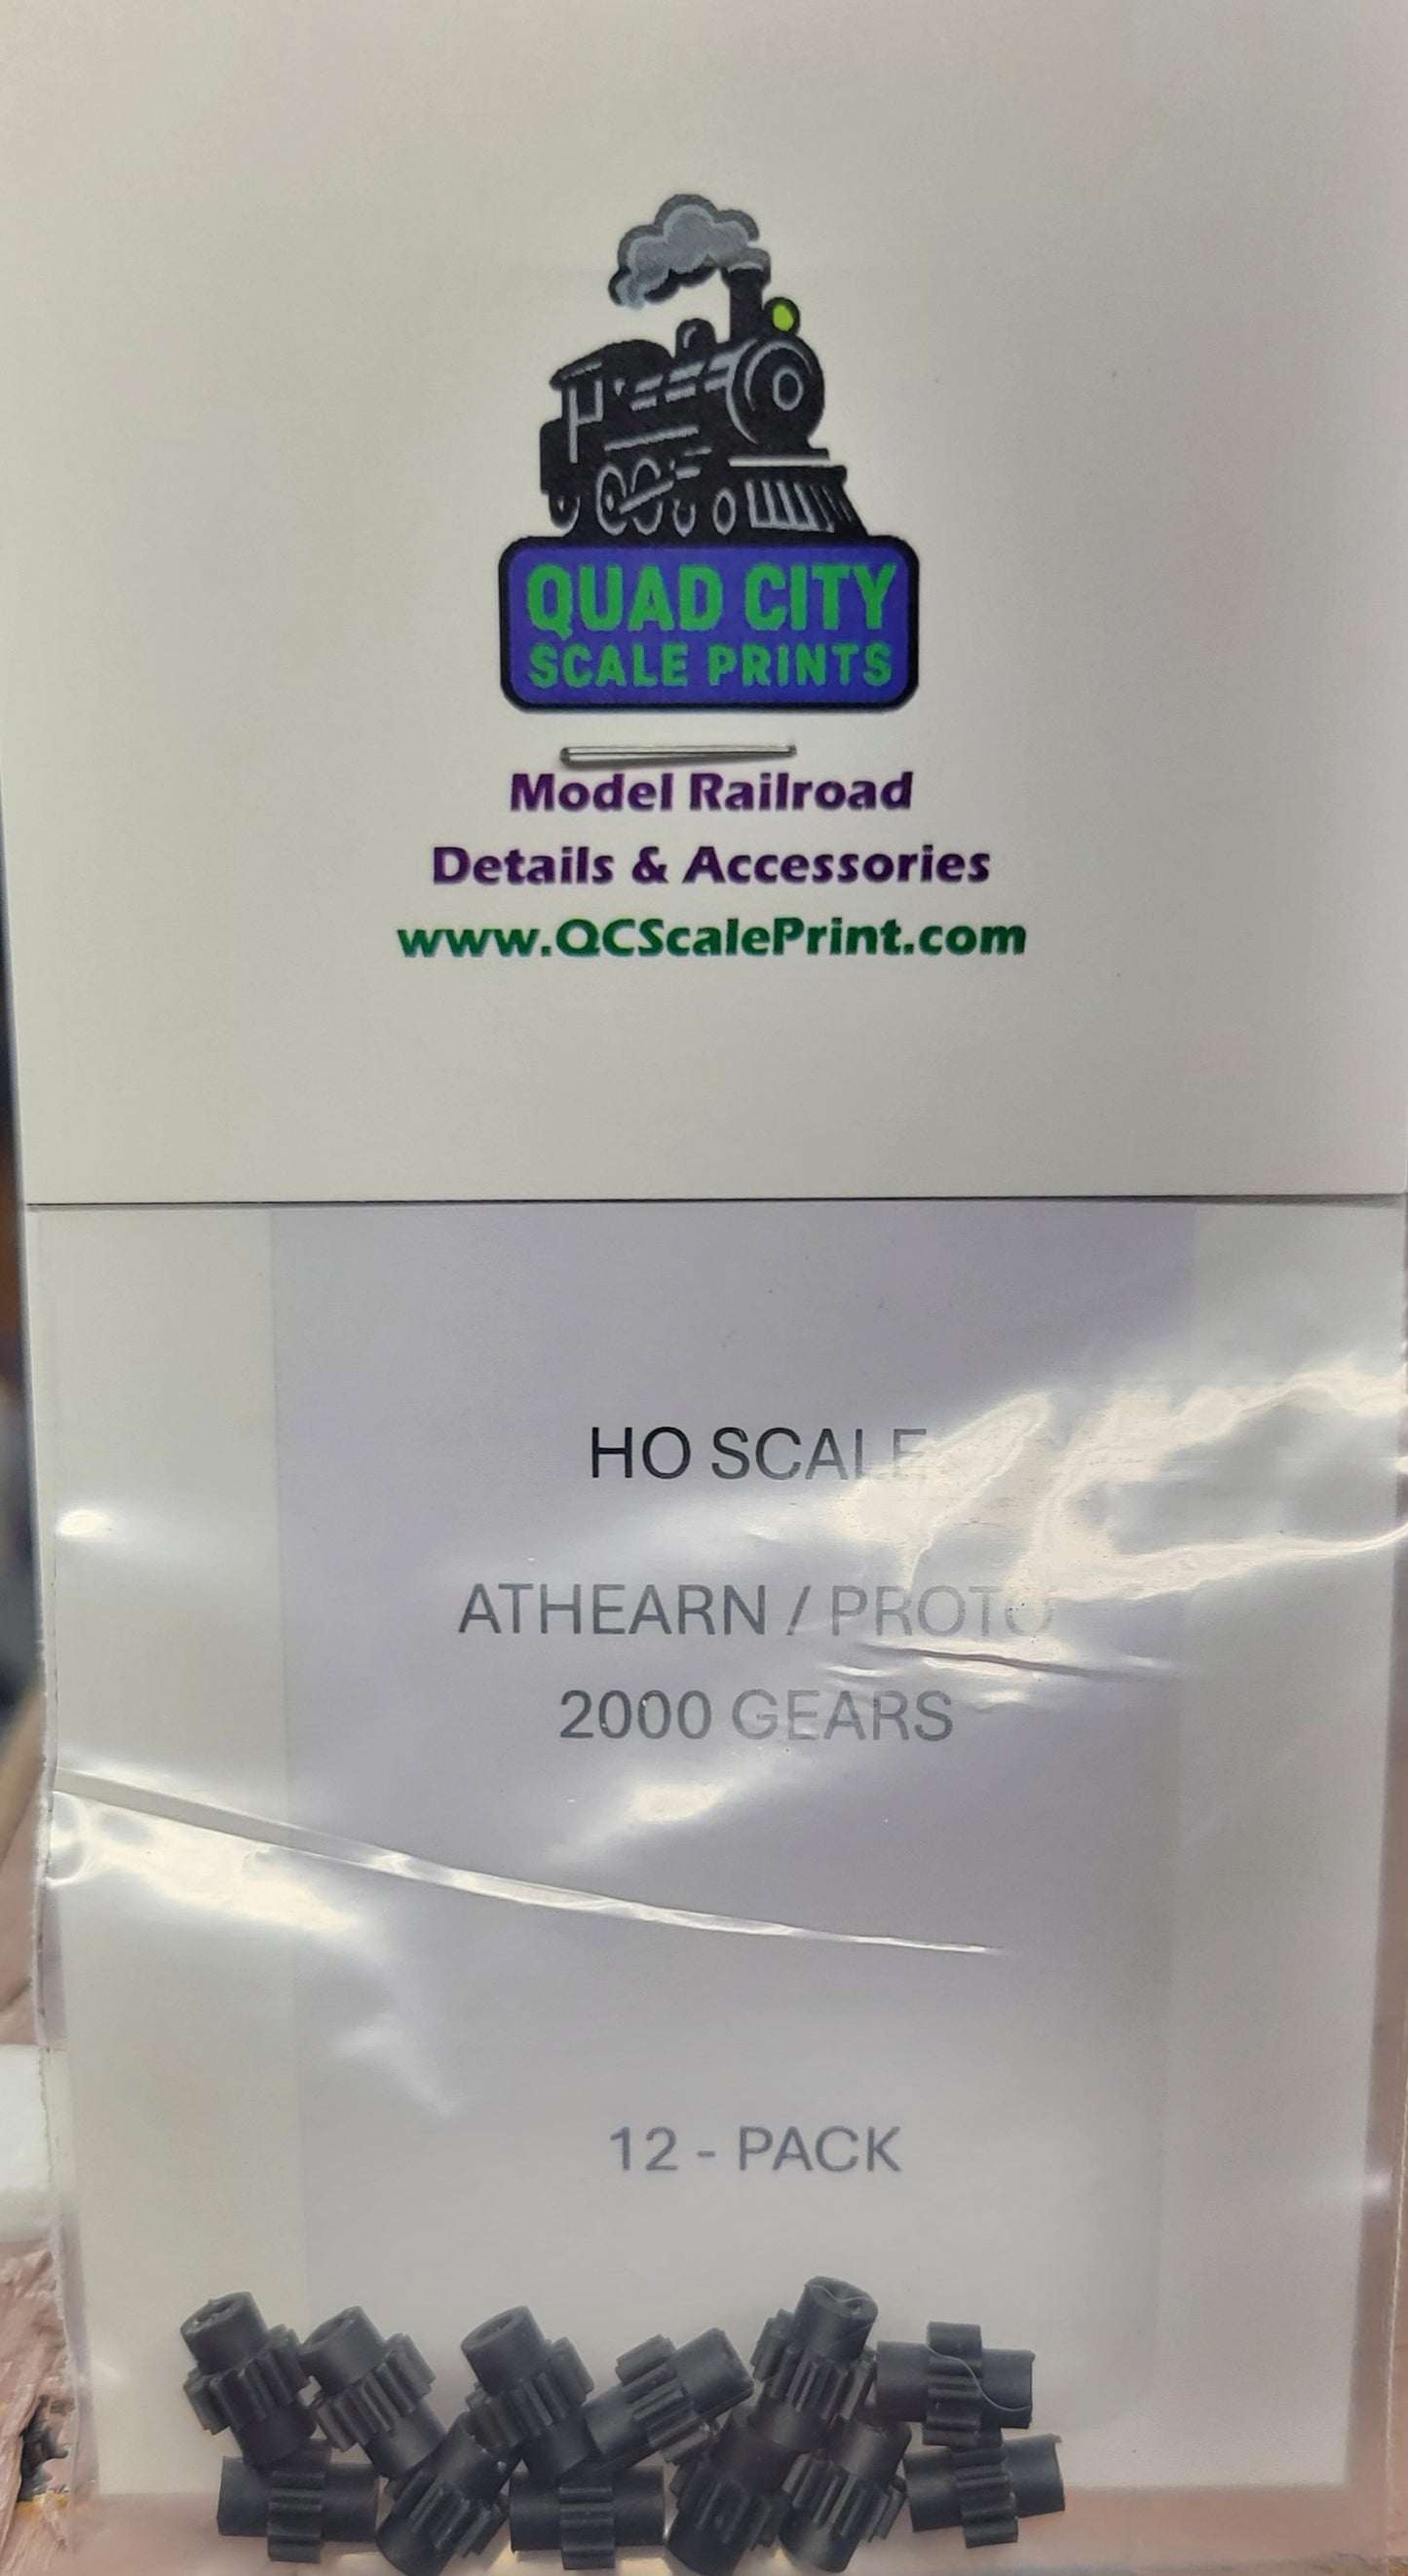 QUAD CITY
SCALE PRINTS
Model Railroad
Details & Accessories
www.QCScalePrint.com
HO SCALE
ATHEARN / PROTO
2000 GEARS
12 - PACK